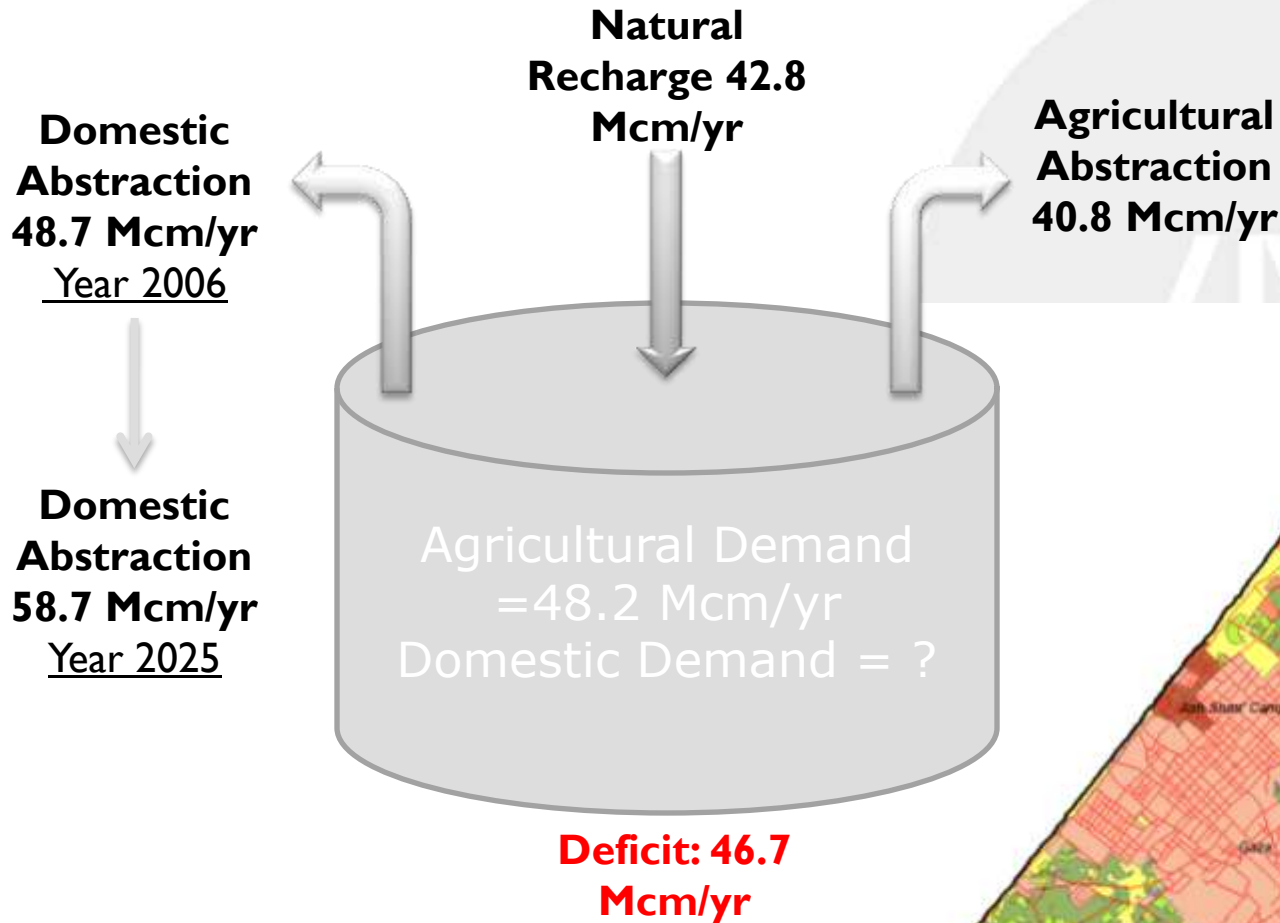 Natural
Recharge 42.8
Mcm/yr
Domestic
Abstraction
48.7 Mcm/yr
Year 2006
Agricultural
Abstraction
40.8 Mcm/yr
Domestic
Abstraction
58.7 Mcm/yr
Year 2025
Agricultural Demand
=48.2 Mcm/yr
Domestic Demand = ?
Deficit: 46.7
Mcm/yr
Gaza